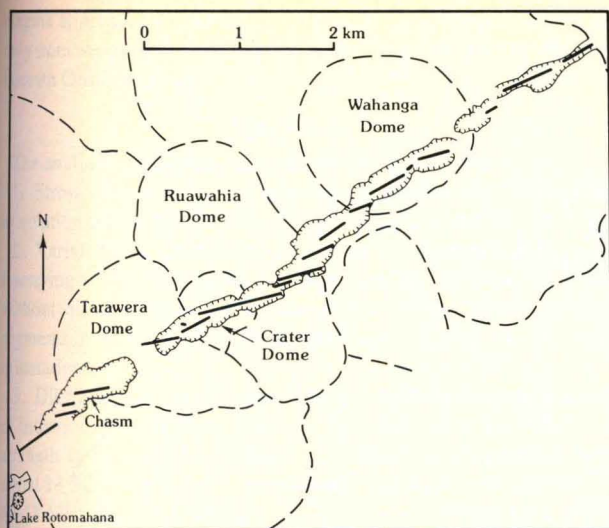 0 1 2 km
Wahanga
Dome
Ruawahia
Dome
N
Tarawera
Dome
Crater
Dome
Chasm
Lake Rotomahana